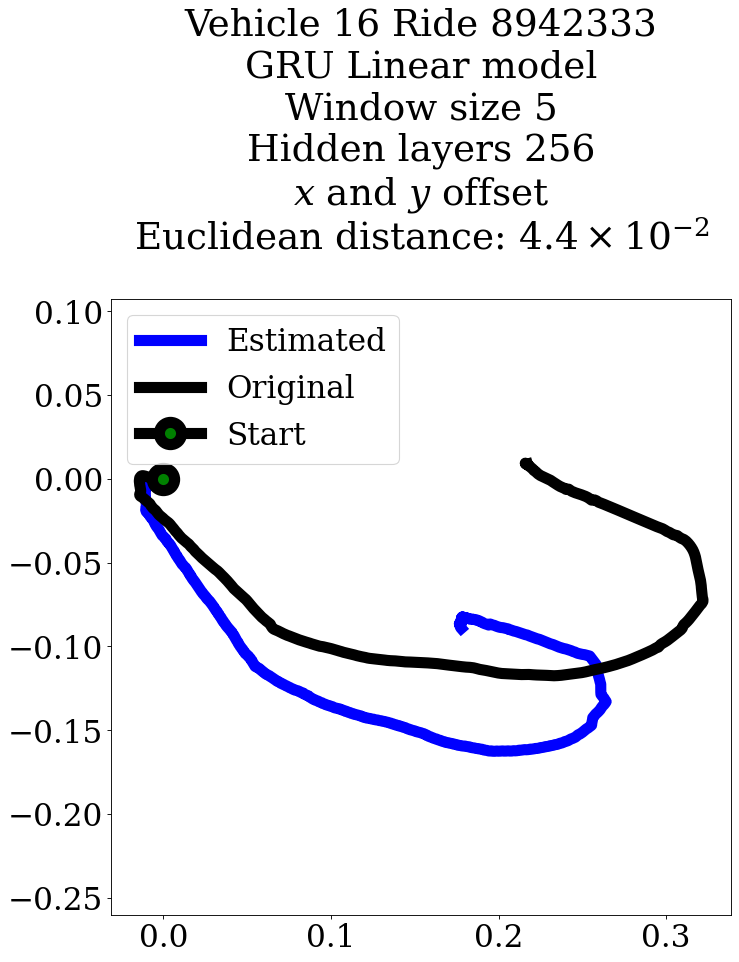 Vehicle 16 Ride 8942333
GRU Linear model
Window size 5
Hidden layers 256
x and y offset
Euclidean distance: 4.4 × 10⁻²
Estimated
Original
Start
0.10
0.05
0.00
−0.05
−0.10
−0.15
−0.20
−0.25
0.0 0.1 0.2 0.3